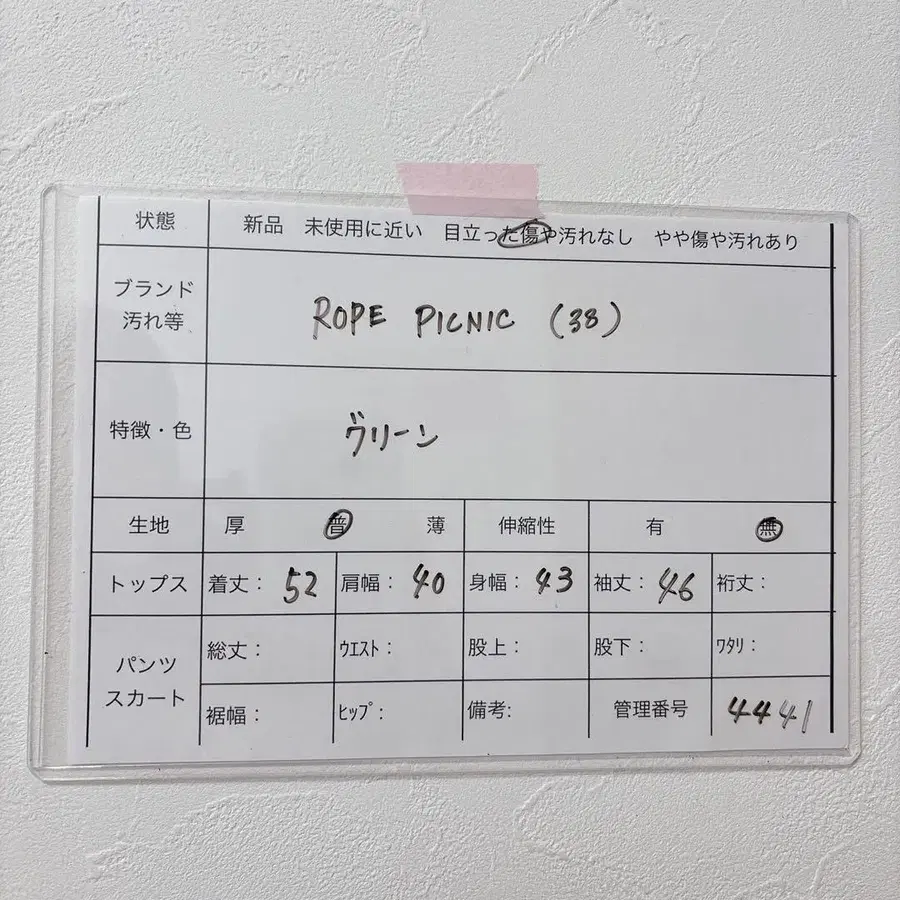 状態 新品 未使用に近い 目立った傷や汚れなし やや傷や汚れあり
ブランド
汚れ等 ROPE PICNIC (38)
特徴・色 グリーン
生地 厚 普 薄 伸縮性 有 無
トップス 着丈: 52 肩幅: 40 身幅: 43 袖丈: 46 裄丈:
パンツ
スカート
総丈: ウエスト: 股上: 股下: ワタリ:
裾幅: ヒップ: 備考: 管理番号 4441